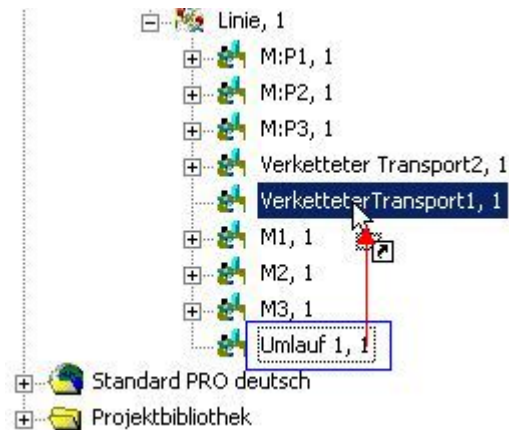 Linie, 1
M:P1, 1
M:P2, 1
M:P3, 1
Verketteter Transport2, 1
VerketteterTransport1, 1
M1, 1
M2, 1
M3, 1
Umlauf 1, 1
Standard PRO deutsch
Projektbibliothek